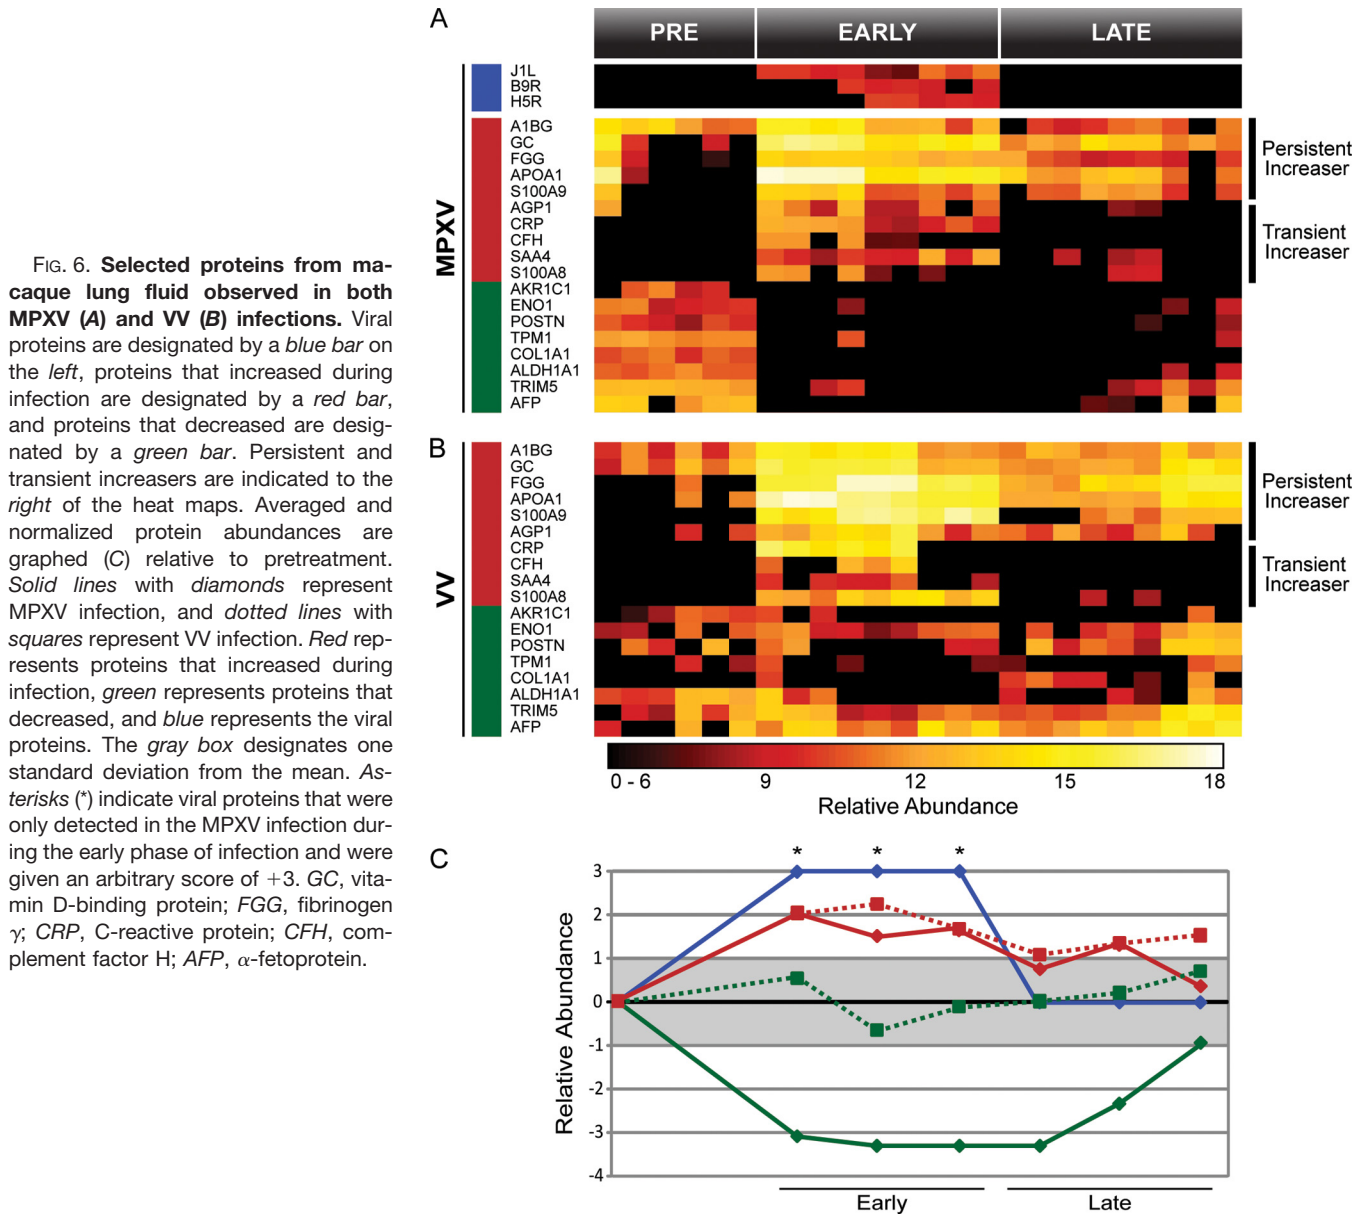 FIG. 6. Selected proteins from ma-
caque lung fluid observed in both
MPXV (A) and VV (B) infections. Viral
proteins are designated by a blue bar on
the left, proteins that increased during
infection are designated by a red bar,
and proteins that decreased are desig-
nated by a green bar. Persistent and
transient increasers are indicated to the
right of the heat maps. Averaged and
normalized protein abundances are
graphed (C) relative to pretreatment.
Solid lines with diamonds represent
MPXV infection, and dotted lines with
squares represent VV infection. Red rep-
resents proteins that increased during
infection, green represents proteins that
decreased, and blue represents the viral
proteins. The gray box designates one
standard deviation from the mean. As-
terisks (*) indicate viral proteins that were
only detected in the MPXV infection dur-
ing the early phase of infection and were
given an arbitrary score of +3. GC, vita-
min D-binding protein; FGG, fibrinogen
γ; CRP, C-reactive protein; CFH, com-
plement factor H; AFP, α-fetoprotein.
A
PRE EARLY LATE
MPXV
J1L
B9R
H5R
A1BG
GC
FGG
APOA1
S100A9
AGP1
CRP
CFH
SAA4
S100A8
AKR1C1
ENO1
POSTN
TPM1
COL1A1
ALDH1A1
TRIM5
AFP
Persistent
Increaser
Transient
Increaser
B
VV
A1BG
GC
FGG
APOA1
S100A9
AGP1
CRP
CFH
SAA4
S100A8
AKR1C1
ENO1
POSTN
TPM1
COL1A1
ALDH1A1
TRIM5
AFP
Persistent
Increaser
Transient
Increaser
0 - 6 9 12 15 18
Relative Abundance
C
* * *
Relative Abundance
3
2
1
0
-1
-2
-3
-4
Early Late